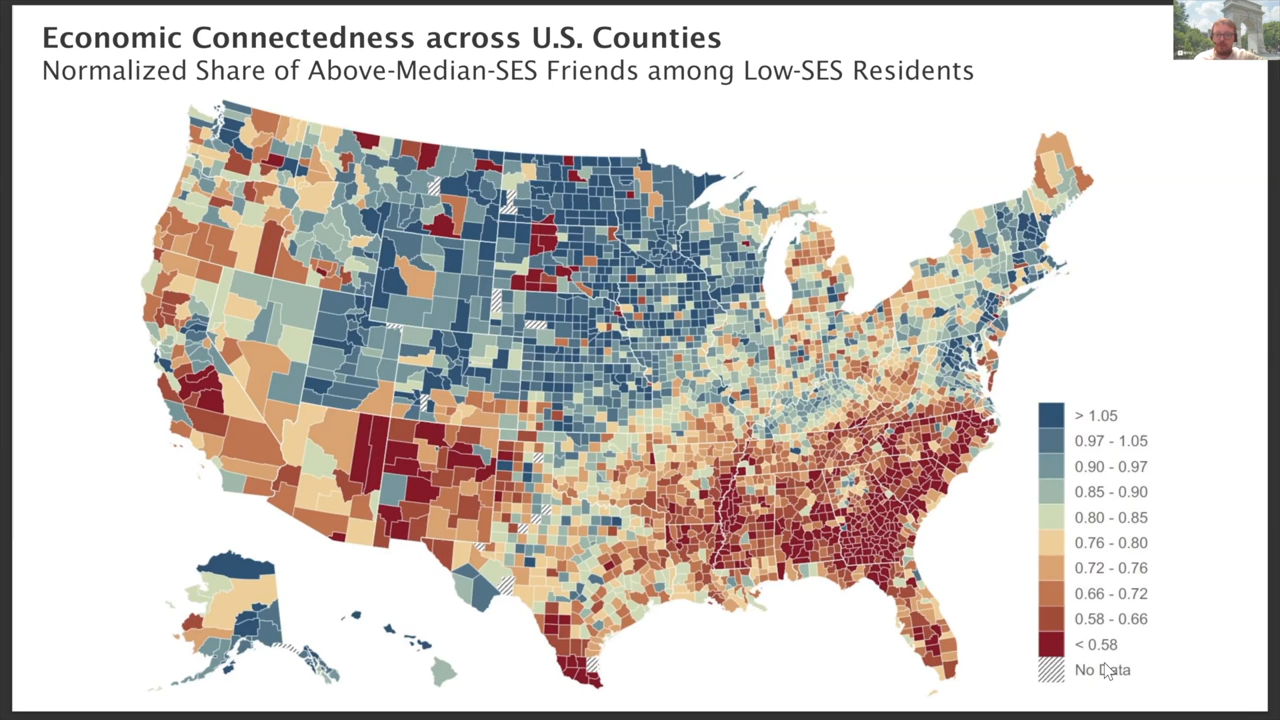 Economic Connectedness across U.S. Counties
Normalized Share of Above-Median-SES Friends among Low-SES Residents
> 1.05
0.97 - 1.05
0.90 - 0.97
0.85 - 0.90
0.80 - 0.85
0.76 - 0.80
0.72 - 0.76
0.66 - 0.72
0.58 - 0.66
< 0.58
No Data